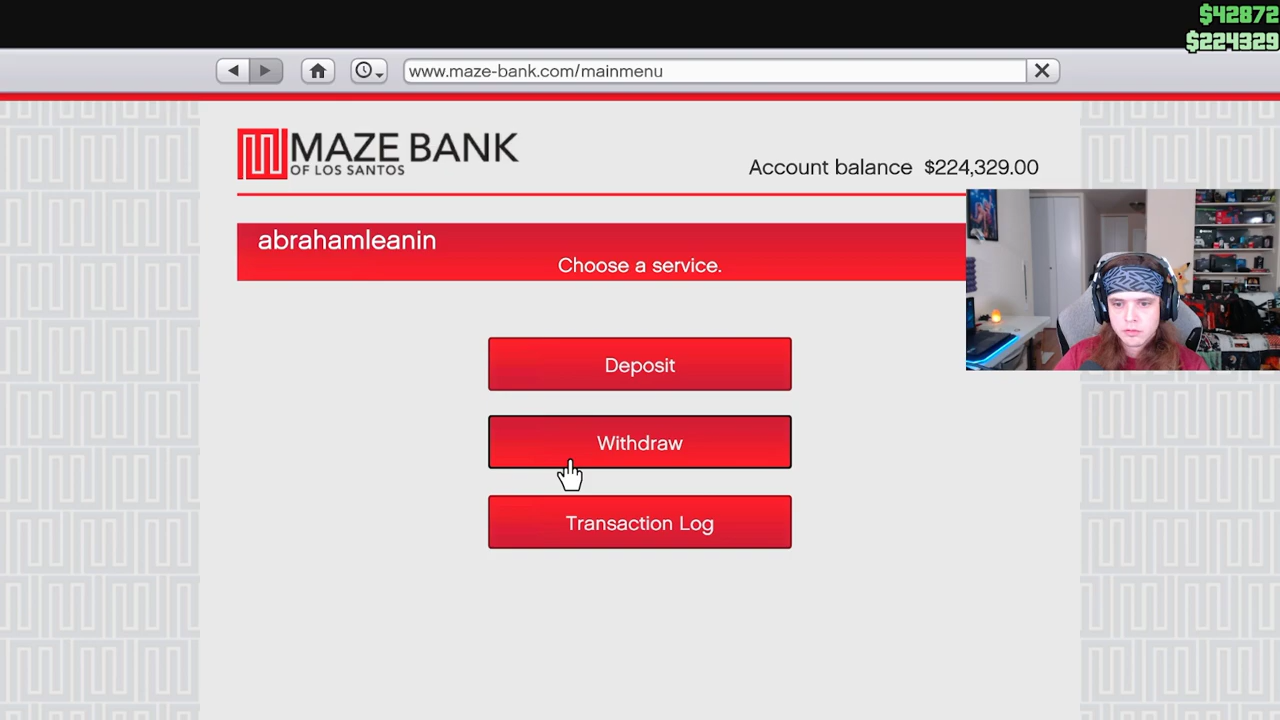 $42872
$224329
www.maze-bank.com/mainmenu
MAZE BANK
OF LOS SANTOS
Account balance $224,329.00
abrahamleanin
Choose a service.
Deposit
Withdraw
Transaction Log